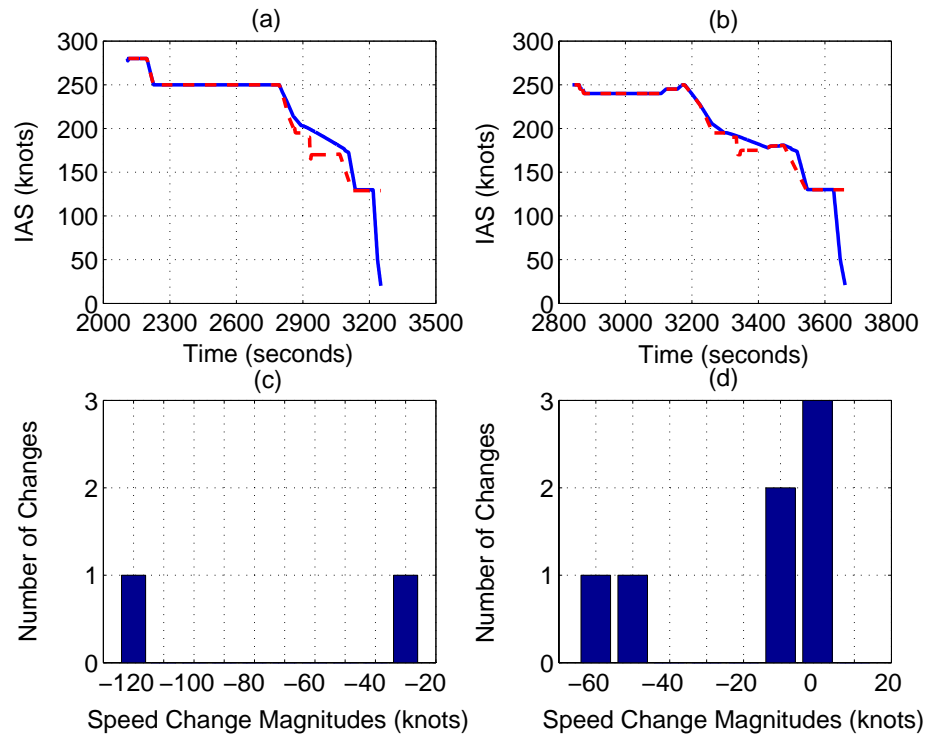 (a)
300
250
200
150
100
50
0
IAS (knots)
2000 2300 2600 2900 3200 3500
Time (seconds)
(b)
300
250
200
150
100
50
0
IAS (knots)
2800 3000 3200 3400 3600 3800
Time (seconds)
(c)
3
2
1
0
Number of Changes
−120 −100 −80 −60 −40 −20
Speed Change Magnitudes (knots)
(d)
3
2
1
0
Number of Changes
−60 −40 −20 0 20
Speed Change Magnitudes (knots)